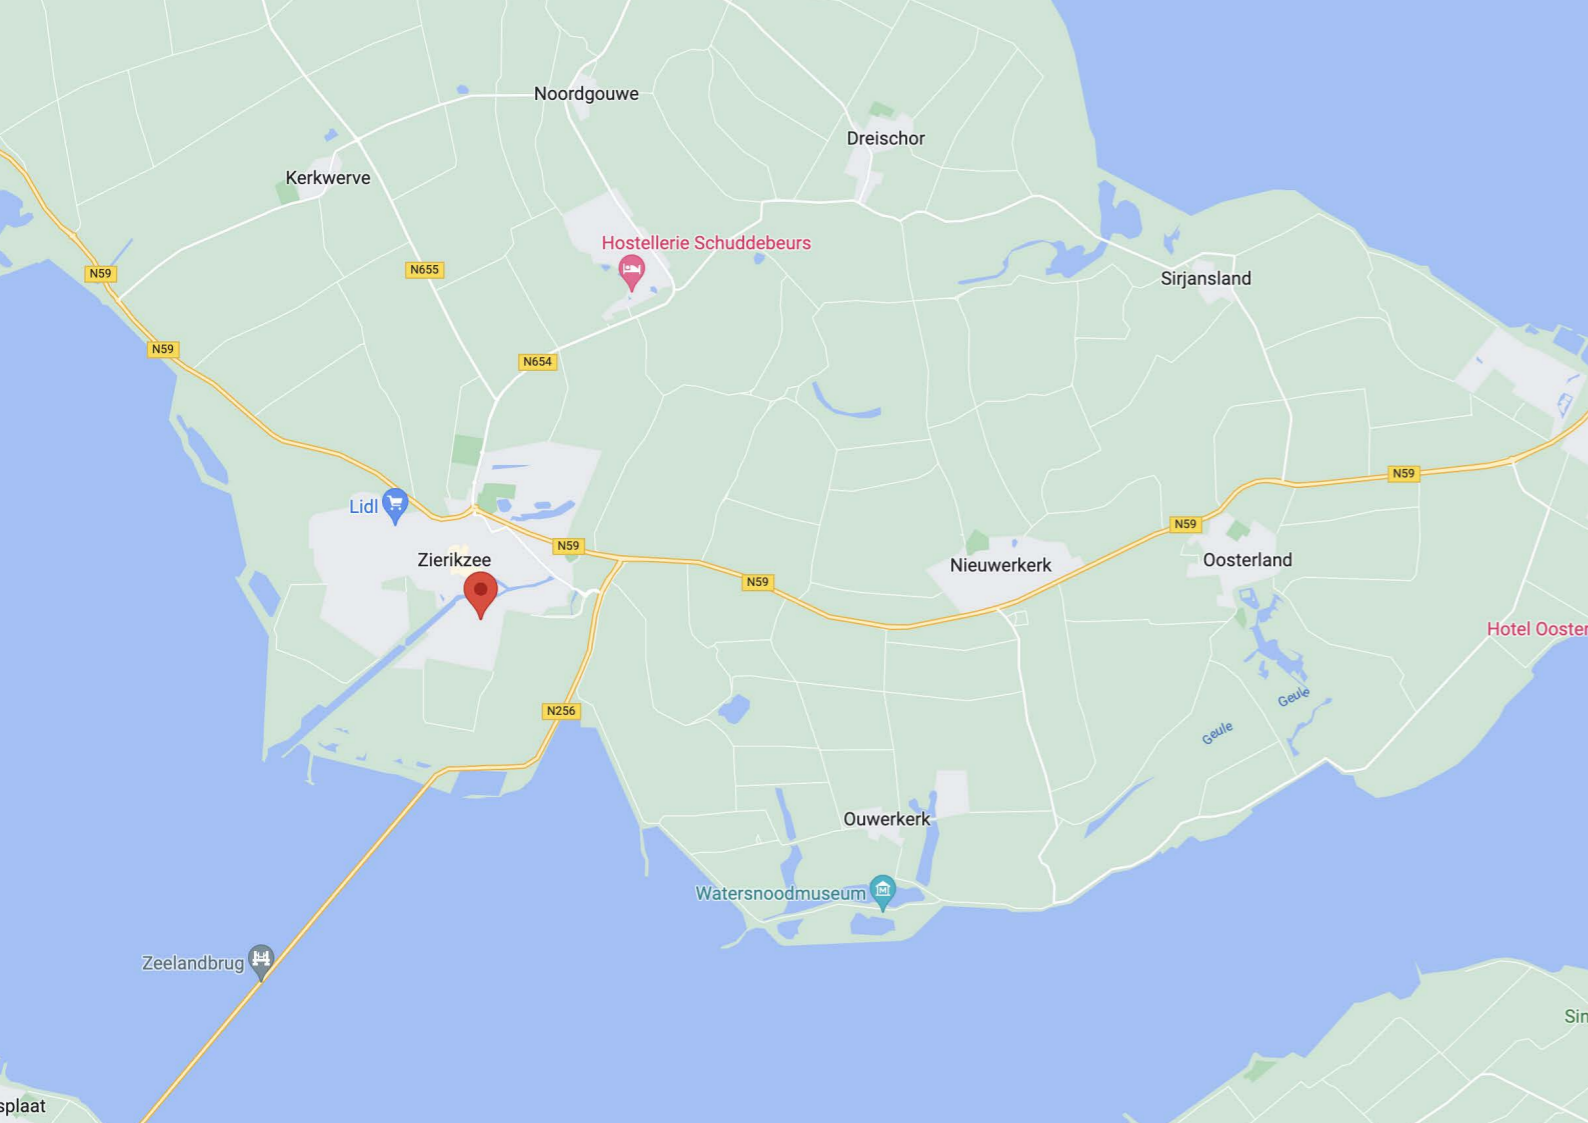 Noordgouwe
Dreischor
Kerkwerve
Hostellerie Schuddebeurs
N59
N655
Sirjansland
N59
N654
N59
Lidl
N59
N59
Zierikzee
N59
Nieuwerkerk
Oosterland
Hotel Ooster
Geule
N256
Geule
Ouwerkerk
Watersnoodmuseum
Zeelandbrug
Sin
splaat